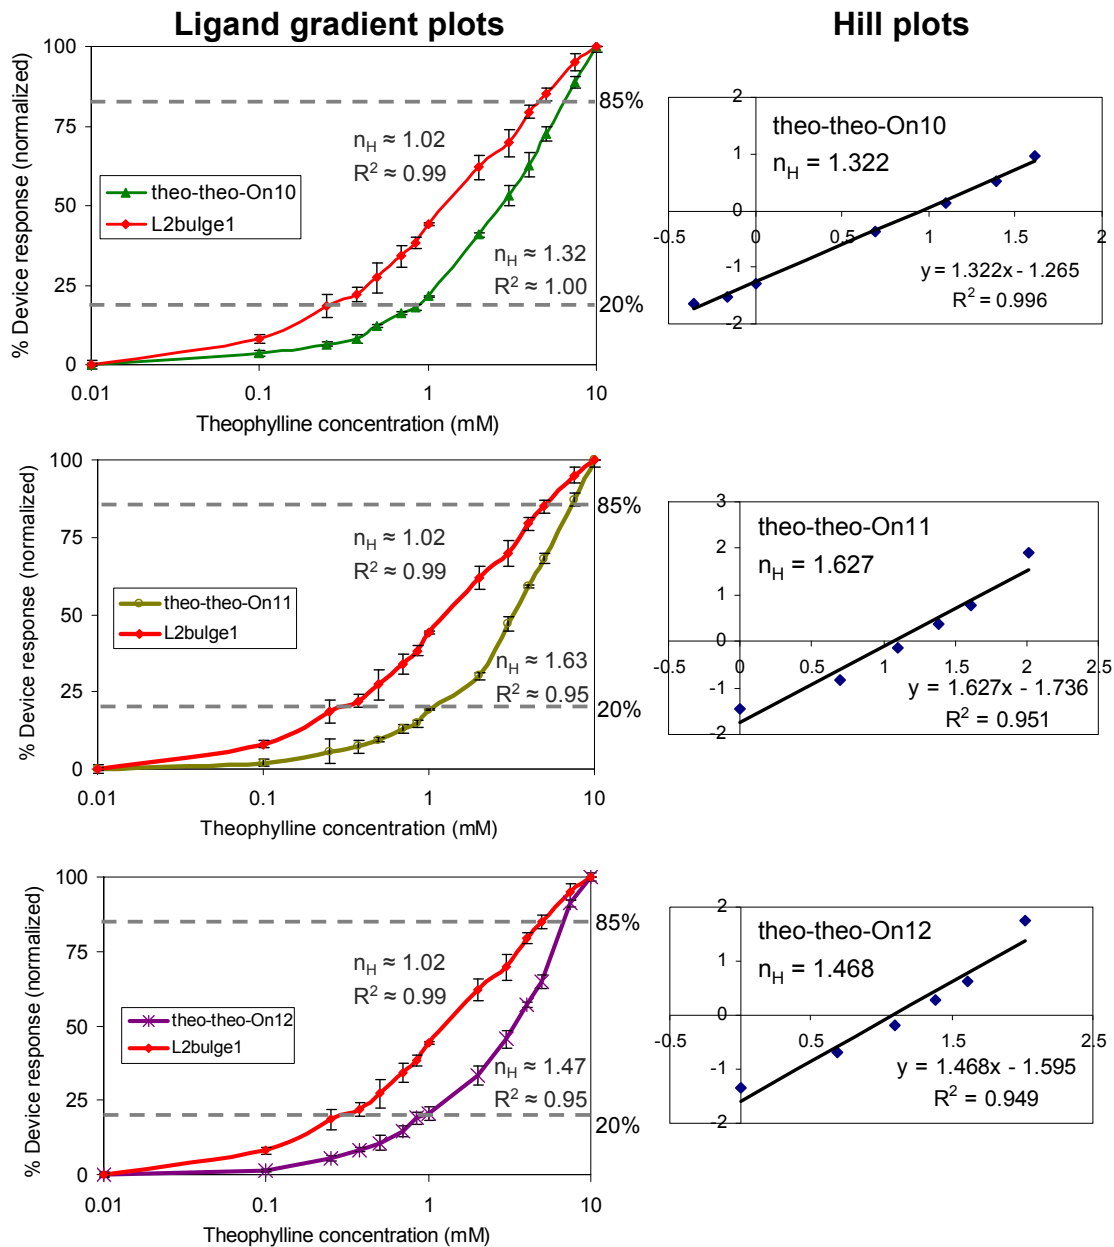 Ligand gradient plots
Hill plots
% Device response (normalized)
100
75
50
25
0
85%
20%
n_H ≈ 1.02
R² ≈ 0.99
theo-theo-On10
L2bulge1
n_H ≈ 1.32
R² ≈ 1.00
0.01 0.1 1 10
Theophylline concentration (mM)
theo-theo-On10
n_H = 1.322
2
1
0
-1
-2
-0.5 0 0.5 1 1.5 2
y = 1.322x - 1.265
R² = 0.996
% Device response (normalized)
100
75
50
25
0
85%
20%
n_H ≈ 1.02
R² ≈ 0.99
theo-theo-On11
L2bulge1
n_H ≈ 1.63
R² ≈ 0.95
0.01 0.1 1 10
Theophylline concentration (mM)
theo-theo-On11
n_H = 1.627
3
2
1
0
-1
-2
-0.5 0 0.5 1 1.5 2 2.5
y = 1.627x - 1.736
R² = 0.951
% Device response (normalized)
100
75
50
25
0
85%
20%
n_H ≈ 1.02
R² ≈ 0.99
theo-theo-On12
L2bulge1
n_H ≈ 1.47
R² ≈ 0.95
0.01 0.1 1 10
Theophylline concentration (mM)
theo-theo-On12
n_H = 1.468
2
1
0
-1
-2
-0.5 0.5 1.5 2.5
y = 1.468x - 1.595
R² = 0.949